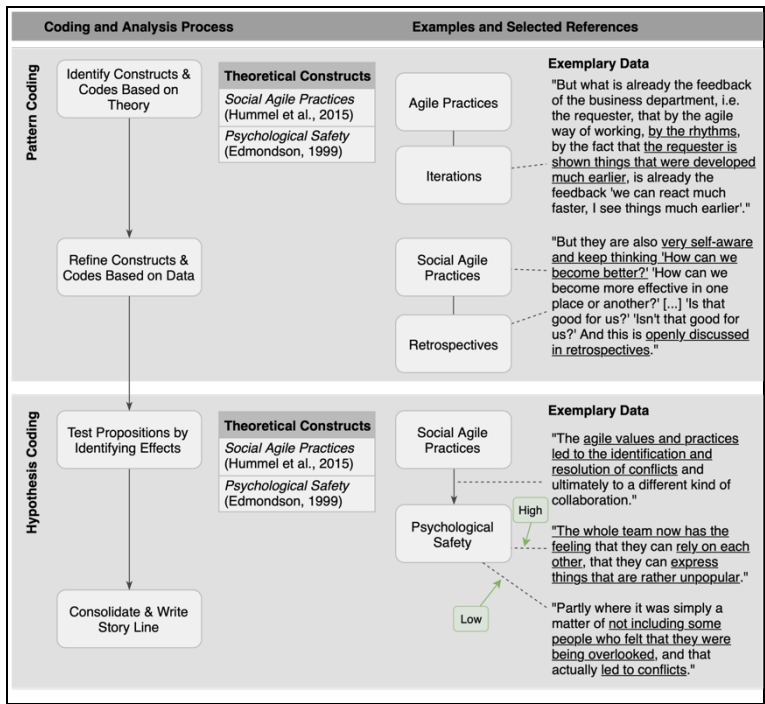 Coding and Analysis Process
Examples and Selected References
Pattern Coding
Identify Constructs &
Codes Based on
Theory
Refine Constructs &
Codes Based on Data
Theoretical Constructs
Social Agile Practices
(Hummel et al., 2015)
Psychological Safety
(Edmondson, 1999)
Agile Practices
Iterations
Social Agile
Practices
Retrospectives
Exemplary Data
"But what is already the feedback
of the business department, i.e.
the requester, that by the agile
way of working, by the rhythms,
by the fact that the requester is
shown things that were developed
much earlier, is already the
feedback 'we can react much
faster, I see things much earlier'."
"But they are also very self-aware
and keep thinking 'How can we
become better?' 'How can we
become more effective in one
place or another?' [...] 'Is that
good for us?' 'Isn't that good for
us?' And this is openly discussed
in retrospectives."
Hypothesis Coding
Test Propositions by
Identifying Effects
Consolidate & Write
Story Line
Theoretical Constructs
Social Agile Practices
(Hummel et al., 2015)
Psychological Safety
(Edmondson, 1999)
Social Agile
Practices
Psychological
Safety
High
Low
Exemplary Data
"The agile values and practices
led to the identification and
resolution of conflicts and
ultimately to a different kind of
collaboration."
"The whole team now has the
feeling that they can rely on each
other, that they can express
things that are rather unpopular."
"Partly where it was simply a
matter of not including some
people who felt that they were
being overlooked, and that
actually led to conflicts."